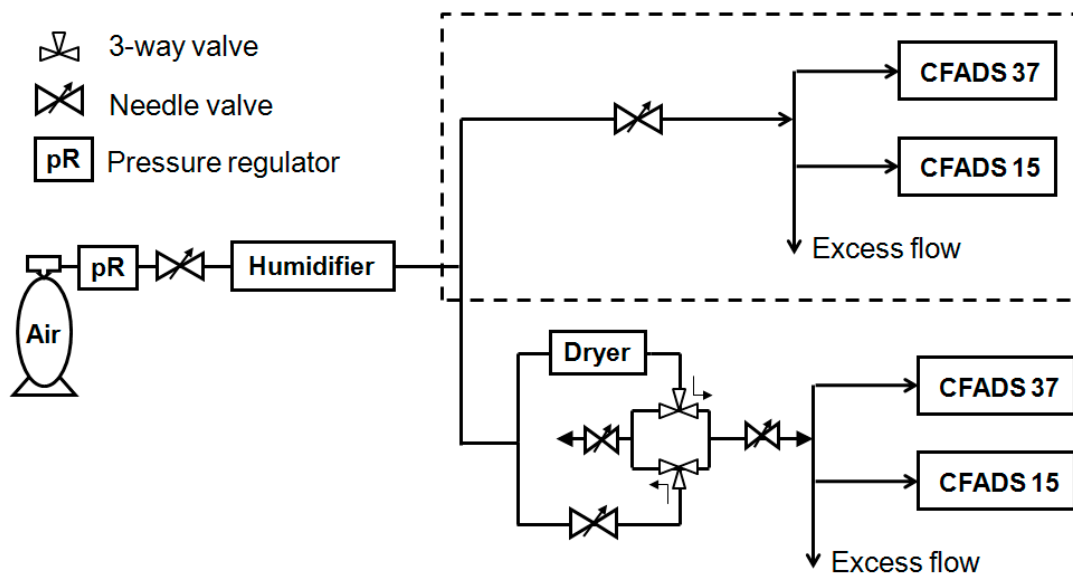 3-way valve
Needle valve
pR Pressure regulator
CFADS 37
CFADS 15
Excess flow
Air
pR
Humidifier
Dryer
CFADS 37
CFADS 15
Excess flow